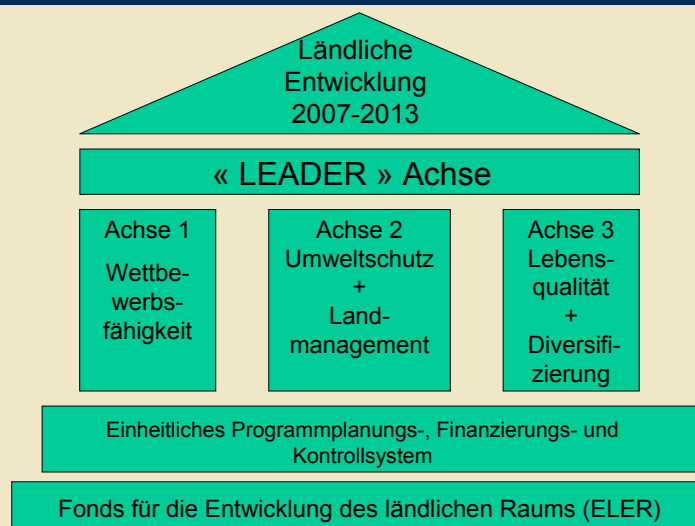 Ländliche
Entwicklung
2007-2013
« LEADER » Achse
Achse 1
Wettbe-
werbs-
fähigkeit
Achse 2
Umweltschutz
+
Land-
management
Achse 3
Lebens-
qualität
+
Diversifi-
zierung
Einheitliches Programmplanungs-, Finanzierungs- und
Kontrollsystem
Fonds für die Entwicklung des ländlichen Raums (ELER)